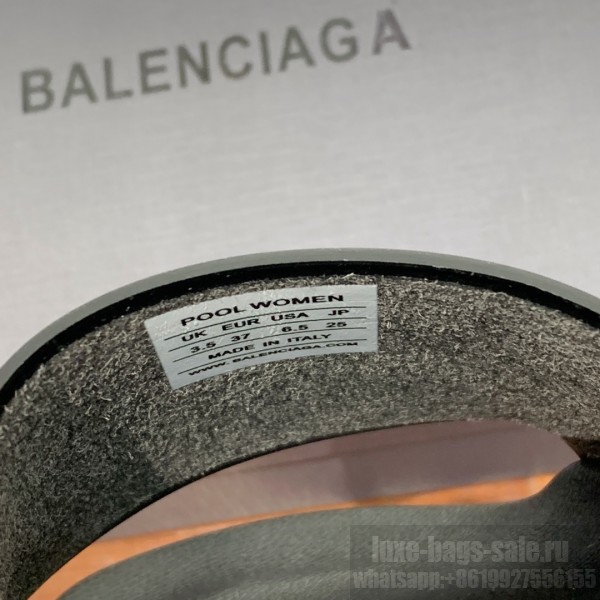 BALENCIAGA
POOL WOMEN
UK EUR USA JP
3.5 37 6.5 25
MADE IN ITALY
www.BALENCIAGA.COM
luxe-bags-sale.ru
whatsapp:+8619927556155